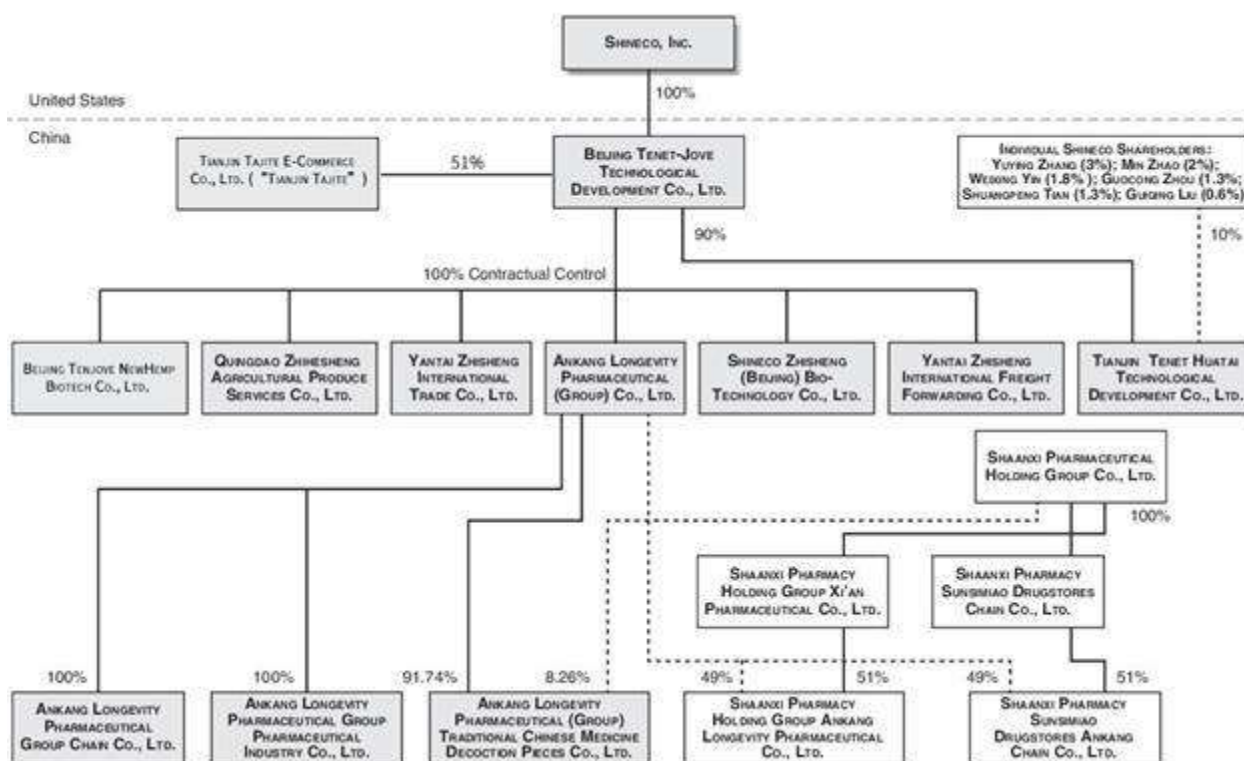 SHINECO, INC.
100%
United States
China
TIANJIN TAJITE E-COMMERCE
CO., LTD. ( "TIANJIN TAJITE" )
51%
BEIJING TENET-JOVE
TECHNOLOGICAL
DEVELOPMENT CO., LTD.
INDIVIDUAL SHINECO SHAREHOLDERS:
YUYING ZHANG (3%); MIN ZHAO (2%);
YIN (1.8% ); GUOCONG ZHOU (1.3%;
SHUANGPENG TIAN (1.3%); GUIQING LIU (0.6%)
90%
10%
100% Contractual Control
BEIJING TENJOVE NEWHEMP
BIOTECH CO., LTD.
QUINGDAO ZHIHESHENG
AGRICULTURAL PRODUCE
SERVICES CO., LTD.
YANTAI ZHISHENG
INTERNATIONAL
TRADE CO., LTD.
ANKANG LONGEVITY
PHARMACEUTICAL
(GROUP) CO., LTD.
SHINECO ZHISHENG
(BEIJING) BIO-
TECHNOLOGY CO., LTD.
YANTAI ZHISHENG
INTERNATIONAL FREIGHT
FORWARDING CO., LTD.
TIANJIN TENET HUATAI
TECHNOLOGICAL
DEVELOPMENT CO., LTD.
SHAANXI PHARMACEUTICAL
HOLDING GROUP CO., LTD.
100%
SHAANXI PHARMACY
HOLDING GROUP XI'AN
PHARMACEUTICAL CO., LTD.
SHAANXI PHARMACY
SUNSIMIAO DRUGSTORES
CHAIN CO., LTD.
100%
100%
91.74%
8.26%
49%
51%
49%
51%
ANKANG LONGEVITY
PHARMACEUTICAL
GROUP CHAIN CO., LTD.
ANKANG LONGEVITY
PHARMACEUTICAL GROUP
PHARMACEUTICAL
INDUSTRY CO., LTD.
ANKANG LONGEVITY
PHARMACEUTICAL (GROUP)
TRADITIONAL CHINESE MEDICINE
DECOCTION PIECES CO., LTD.
SHAANXI PHARMACY
HOLDING GROUP ANKANG
LONGEVITY PHARMACEUTICAL
CO., LTD.
SHAANXI PHARMACY
SUNSIMIAO
DRUGSTORES ANKANG
CHAIN CO., LTD.